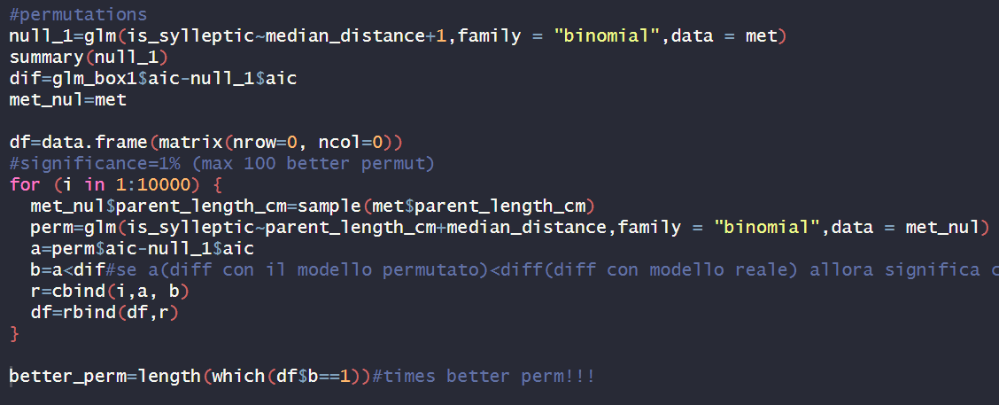 #permutations
null_1=glm(is_sylleptic~median_distance+1,family = "binomial",data = met)
summary(null_1)
dif=glm_box1$aic-null_1$aic
met_nul=met
df=data.frame(matrix(nrow=0, ncol=0))
#significance=1% (max 100 better permut)
for (i in 1:10000) {
  met_nul$parent_length_cm=sample(met$parent_length_cm)
  perm=glm(is_sylleptic~parent_length_cm+median_distance,family = "binomial",data = met_nul)
  a=perm$aic-null_1$aic
  b=a<dif#se a(diff con il modello permutato)<diff(diff con modello reale) allora significa
  r=cbind(i,a, b)
  df=rbind(df,r)
}
better_perm=length(which(df$b==1))#times better perm!!!